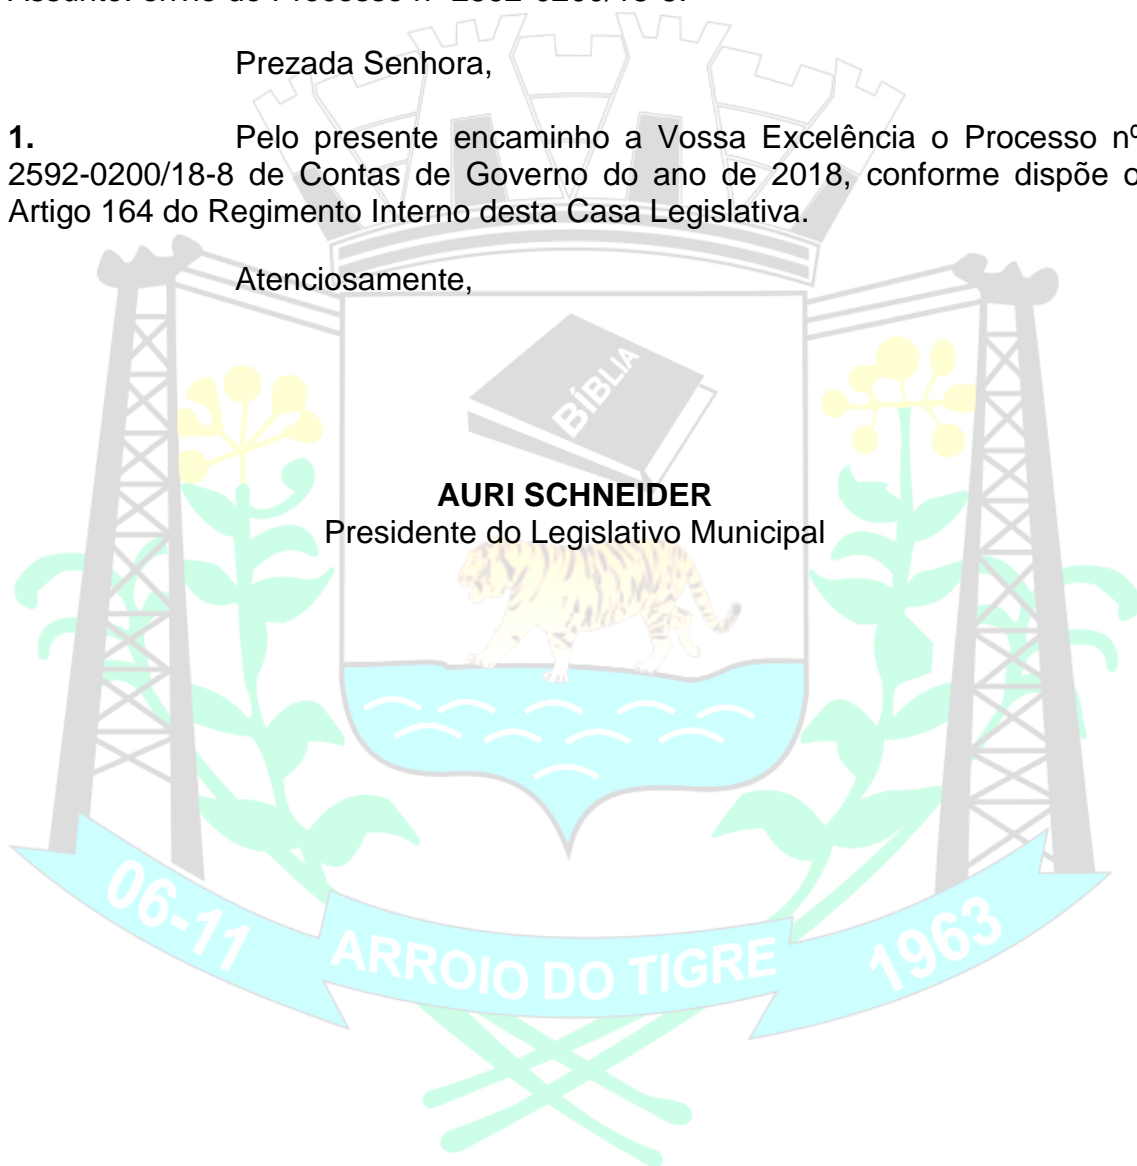 Prezada Senhora,
1. Pelo presente encaminho a Vossa Excelência o Processo nº
2592-0200/18-8 de Contas de Governo do ano de 2018, conforme dispõe o
Artigo 164 do Regimento Interno desta Casa Legislativa.
Atenciosamente,
BÍBLIA
AURI SCHNEIDER
Presidente do Legislativo Municipal
06-11
ARROIO DO TIGRE
1963